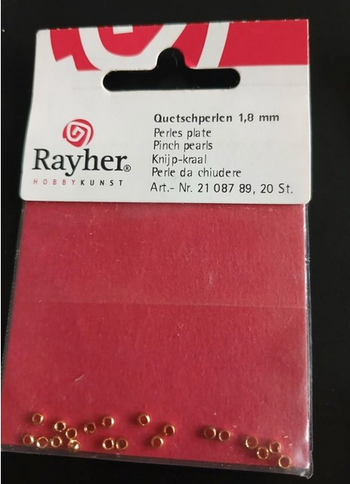 Quetschperlen 1,8 mm
Perles plate
Pinch pearls
Knijp-kraal
Perle da chiudere
Art.- Nr. 21 087 89, 20 St.
Rayher®
HOBBYKUNST